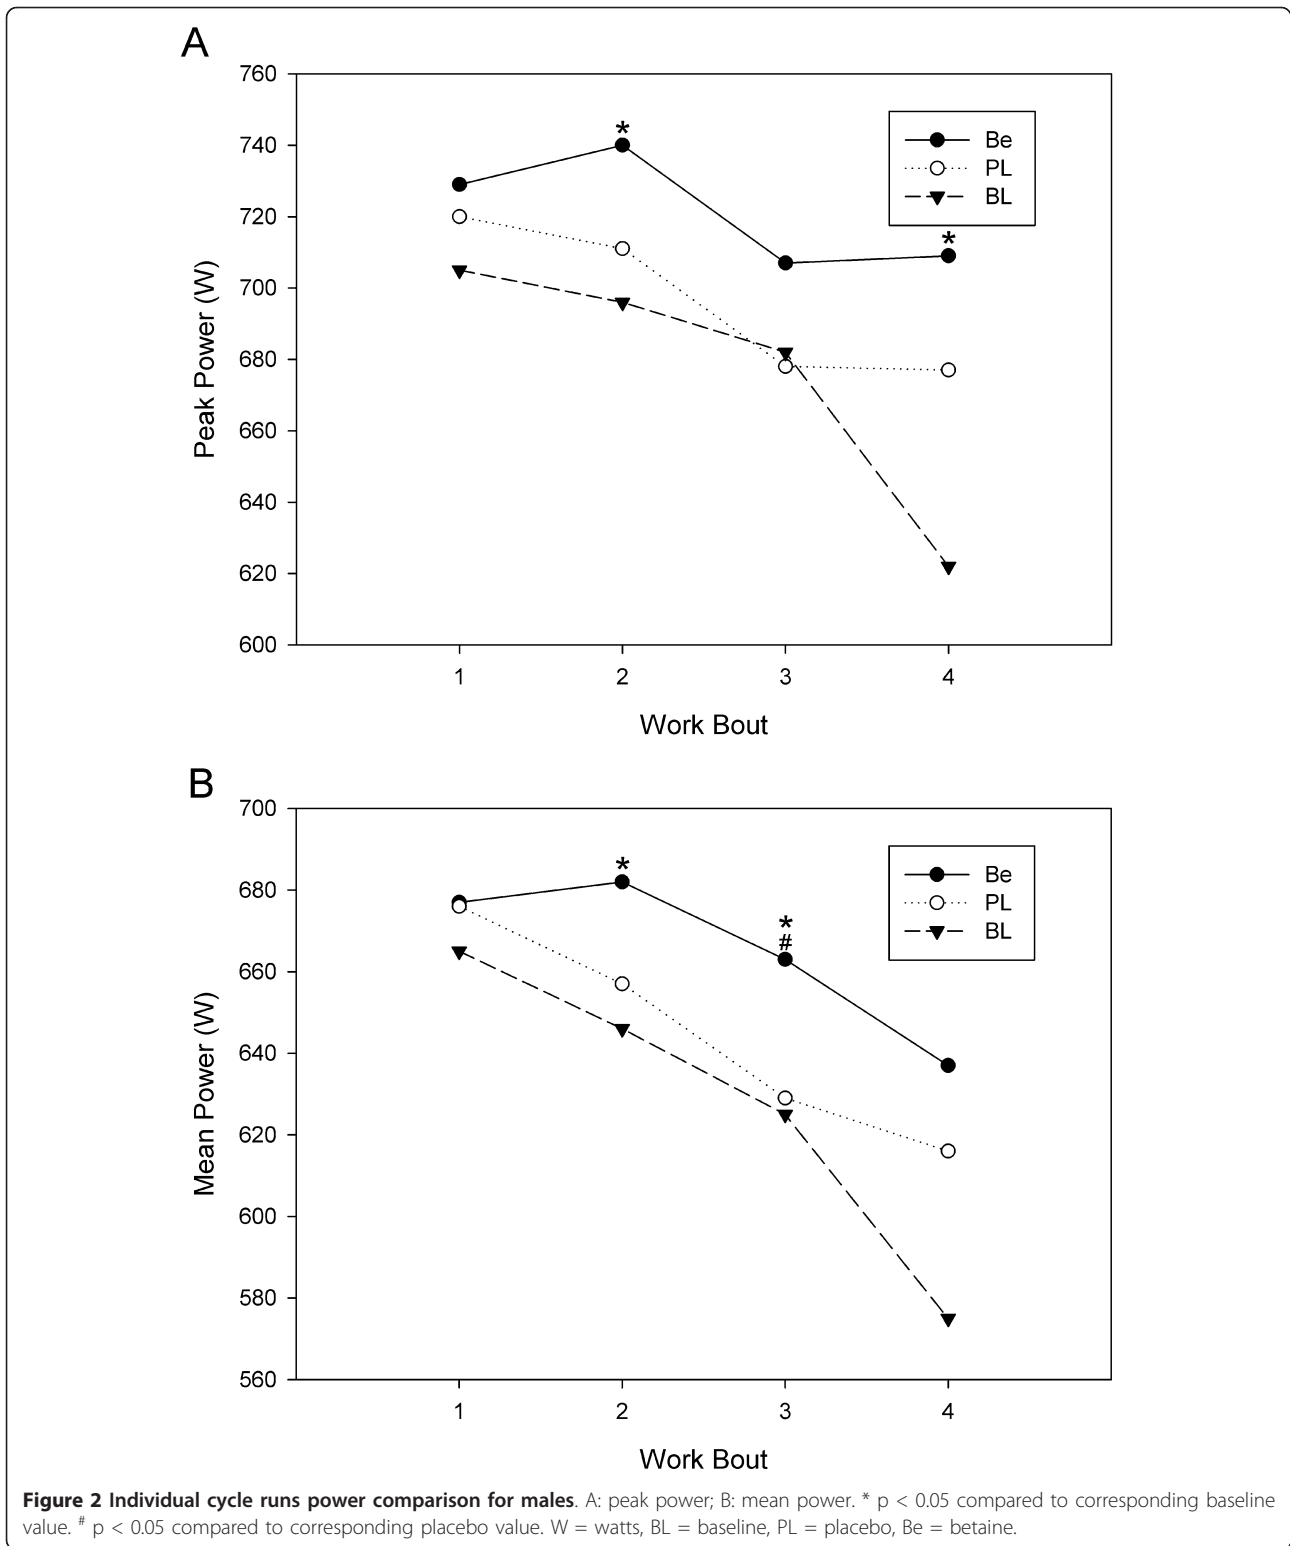 A
760
740
720
700
680
660
640
620
600
Peak Power (W)
*
*
Be
PL
BL
1 2 3 4
Work Bout
B
700
680
660
640
620
600
580
560
Mean Power (W)
*
*
#
Be
PL
BL
1 2 3 4
Work Bout
Figure 2 Individual cycle runs power comparison for males. A: peak power; B: mean power. * p < 0.05 compared to corresponding baseline
value. # p < 0.05 compared to corresponding placebo value. W = watts, BL = baseline, PL = placebo, Be = betaine.